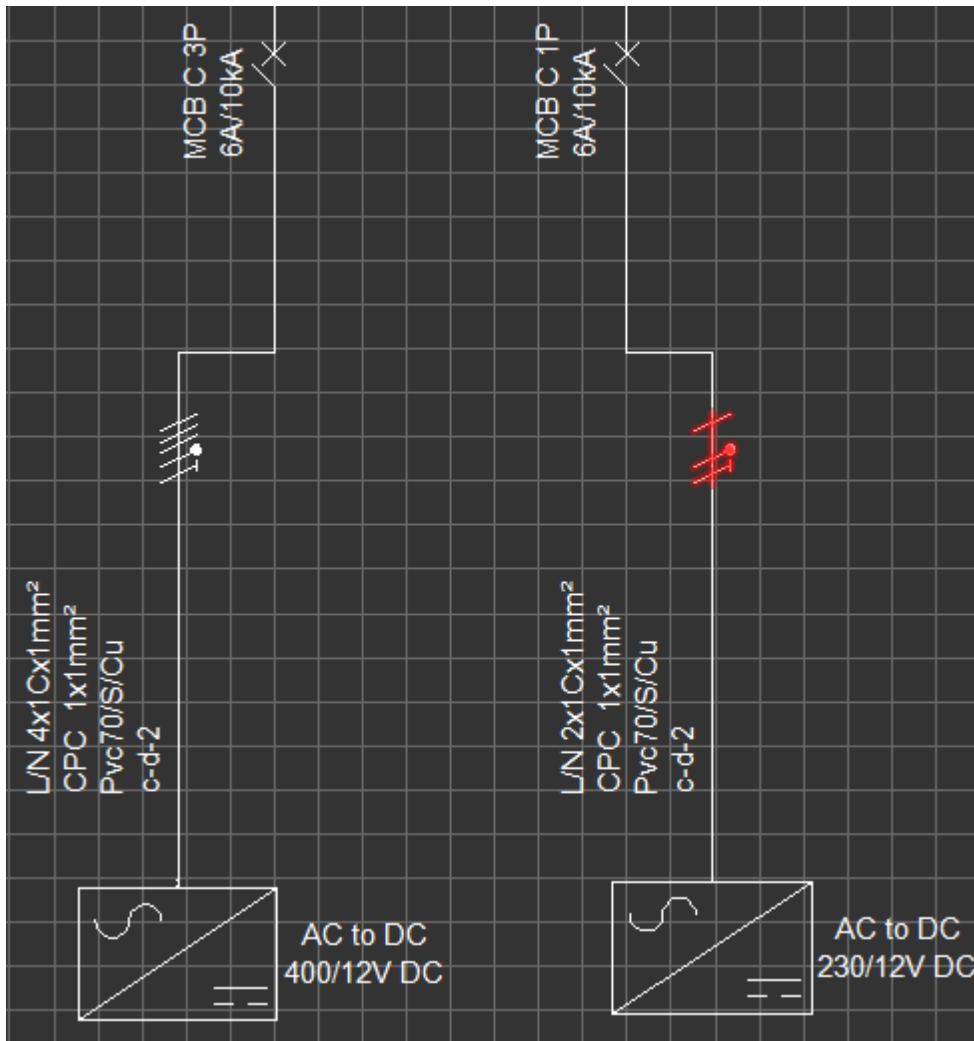 MCB C 3P
6A/10kA
MCB C 1P
6A/10kA
L/N 4x1Cx1mm²
CPC 1x1mm²
Pvc70/S/Cu
c-d-2
L/N 2x1Cx1mm²
CPC 1x1mm²
Pvc70/S/Cu
c-d-2
AC to DC
400/12V DC
AC to DC
230/12V DC